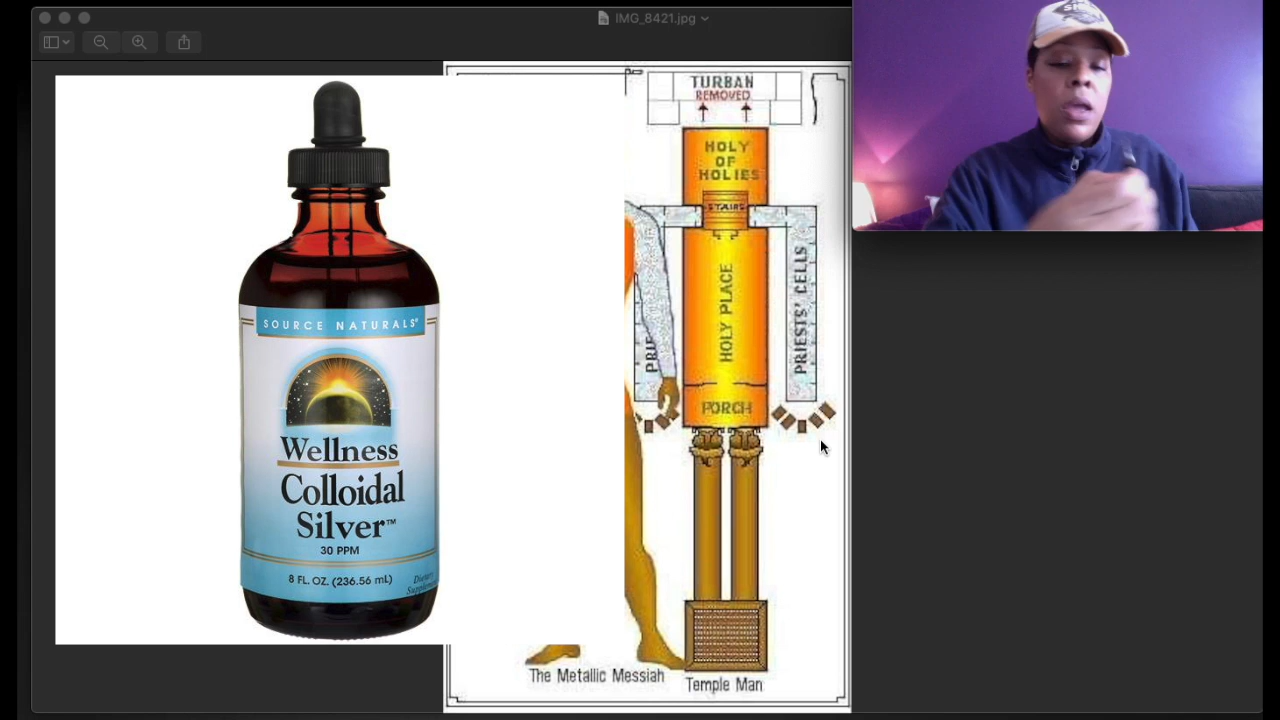 IMG_8421.jpg
SOURCE NATURALS®
Wellness
Colloidal
Silver™
30 PPM
8 FL. OZ. (236.56 mL)
TURBAN
REMOVED
HOLY
OF
HOLIES
STAIRS
HOLY PLACE
PRIESTS' CELLS
PORCH
The Metallic Messiah
Temple Man